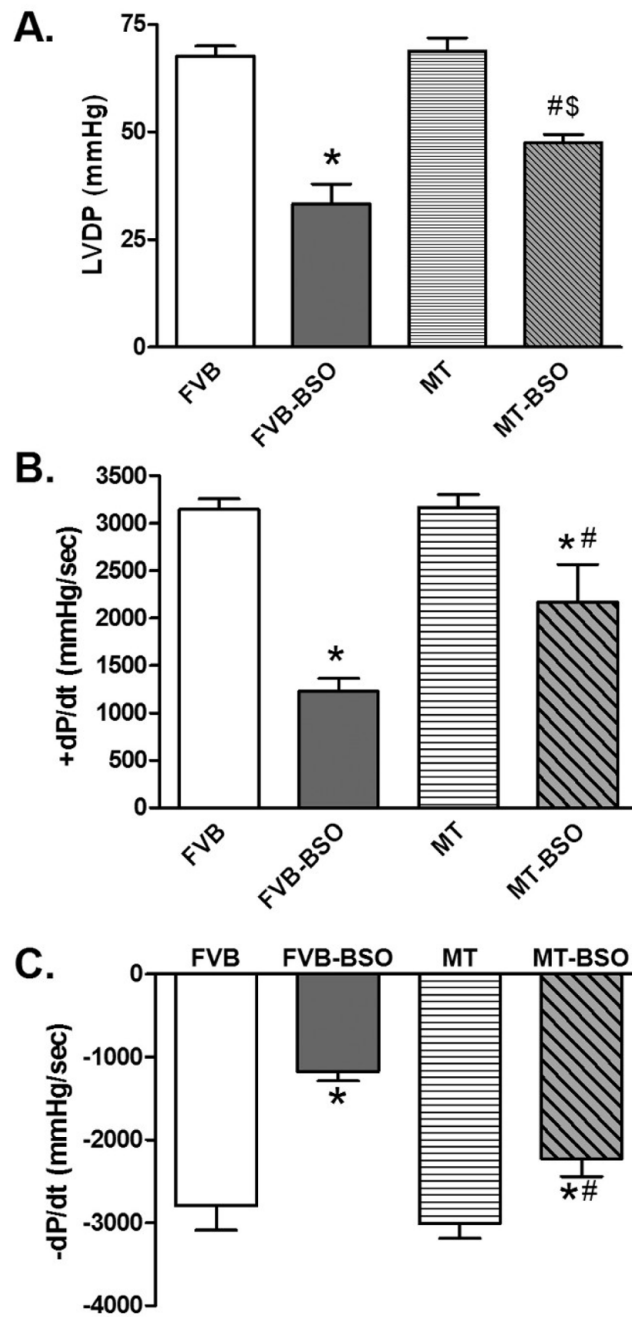 A.
LVDP (mmHg)
75
50
25
0
*
#$
FVB
FVB-BSO
MT
MT-BSO
B.
+dP/dt (mmHg/sec)
3500
3000
2500
2000
1500
1000
500
0
*
*#
FVB
FVB-BSO
MT
MT-BSO
C.
-dP/dt (mmHg/sec)
FVB FVB-BSO MT MT-BSO
0
-1000
-2000
-3000
-4000
*
*#